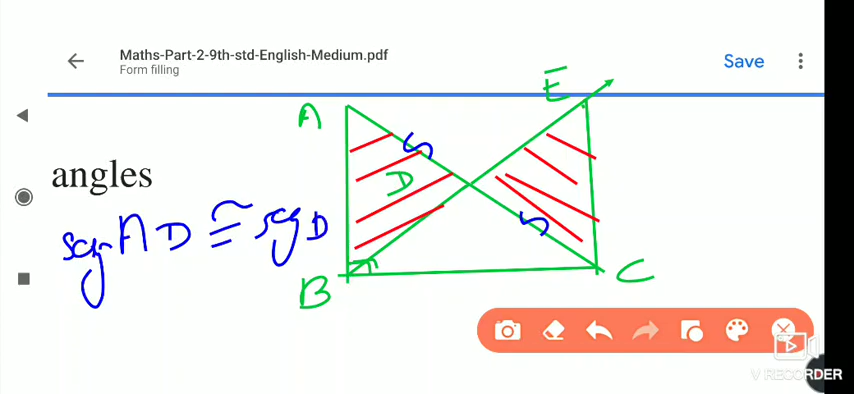 Maths-Part-2-9th-std-English-Medium.pdf
Form filling
Save
E
A
angles
D
seg AD ≅ seg D
B
C
V RECORDER